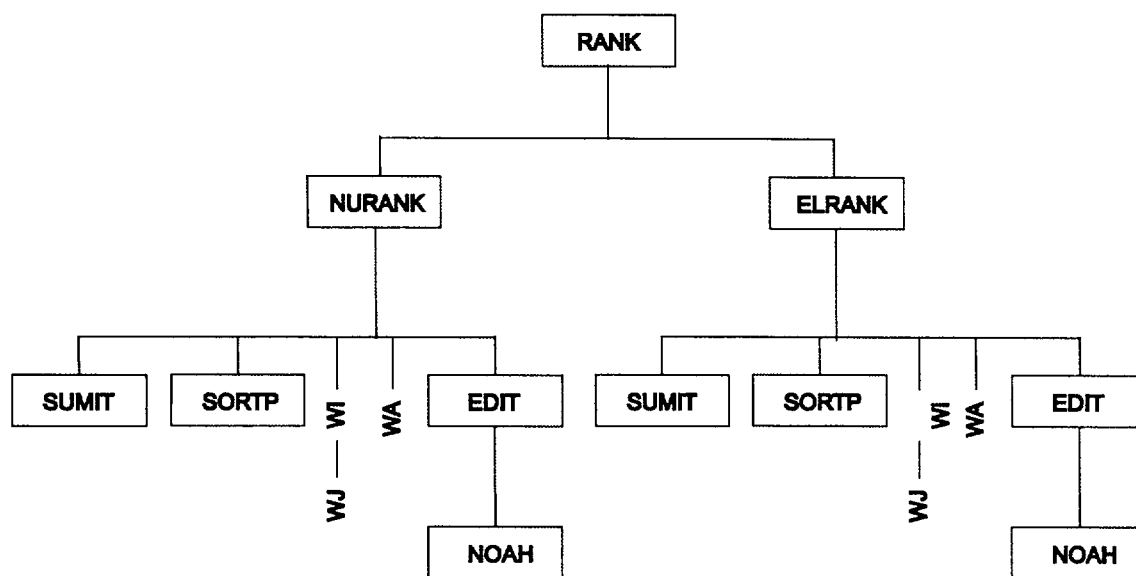 RANK
NURANK
ELRANK
SUMIT
SORTP
WI
WA
EDIT
SUMIT
SORTP
WI
WA
EDIT
WJ
WJ
NOAH
NOAH